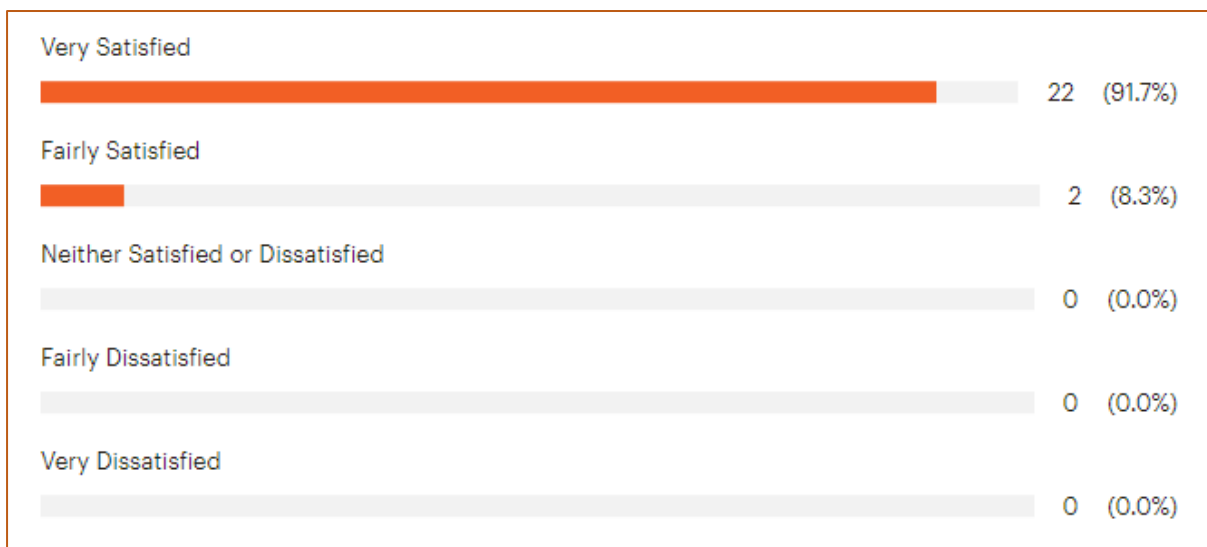 Very Satisfied
22 (91.7%)
Fairly Satisfied
2 (8.3%)
Neither Satisfied or Dissatisfied
0 (0.0%)
Fairly Dissatisfied
0 (0.0%)
Very Dissatisfied
0 (0.0%)